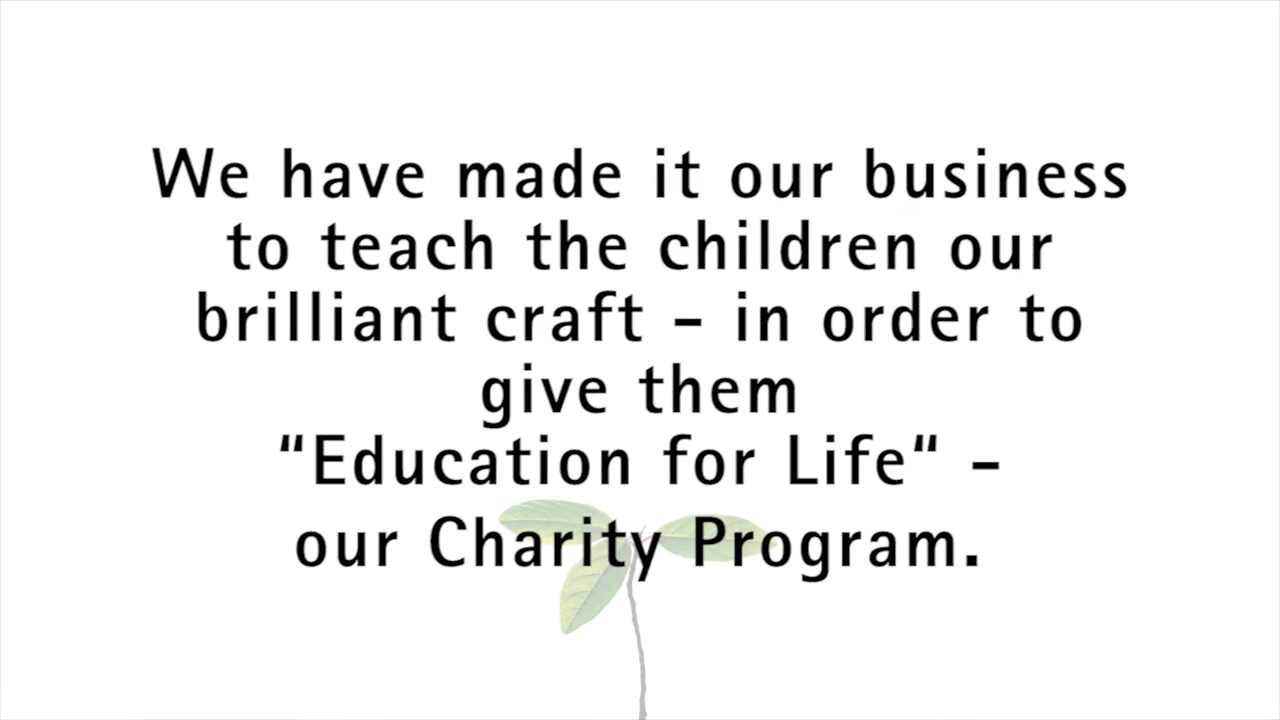 We have made it our business
to teach the children our
brilliant craft - in order to
give them
“Education for Life“ -
our Charity Program.